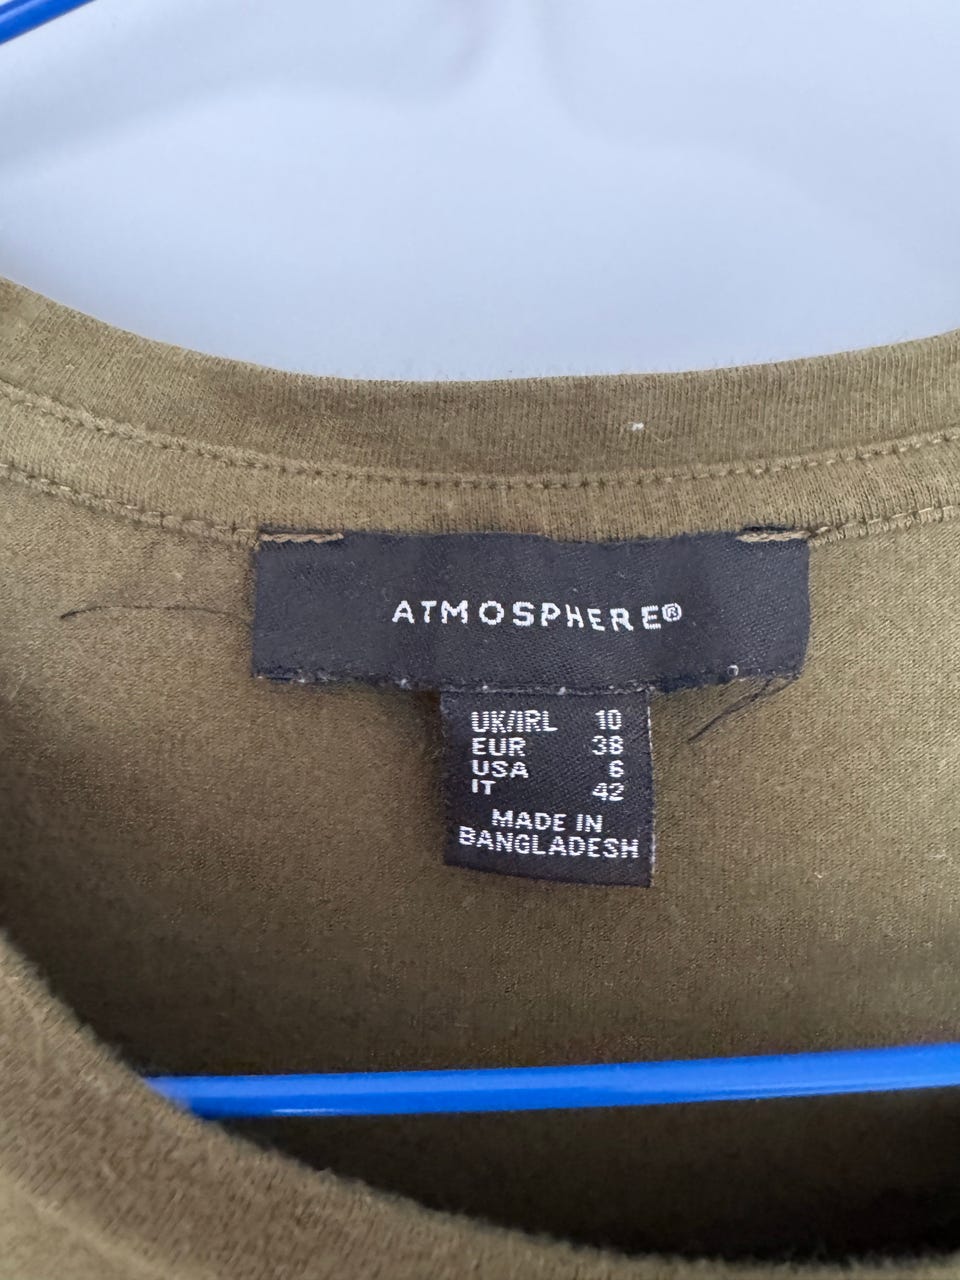 ATMOSPHERE®
UK/IRL 10
EUR 38
USA 6
IT 42
MADE IN
BANGLADESH